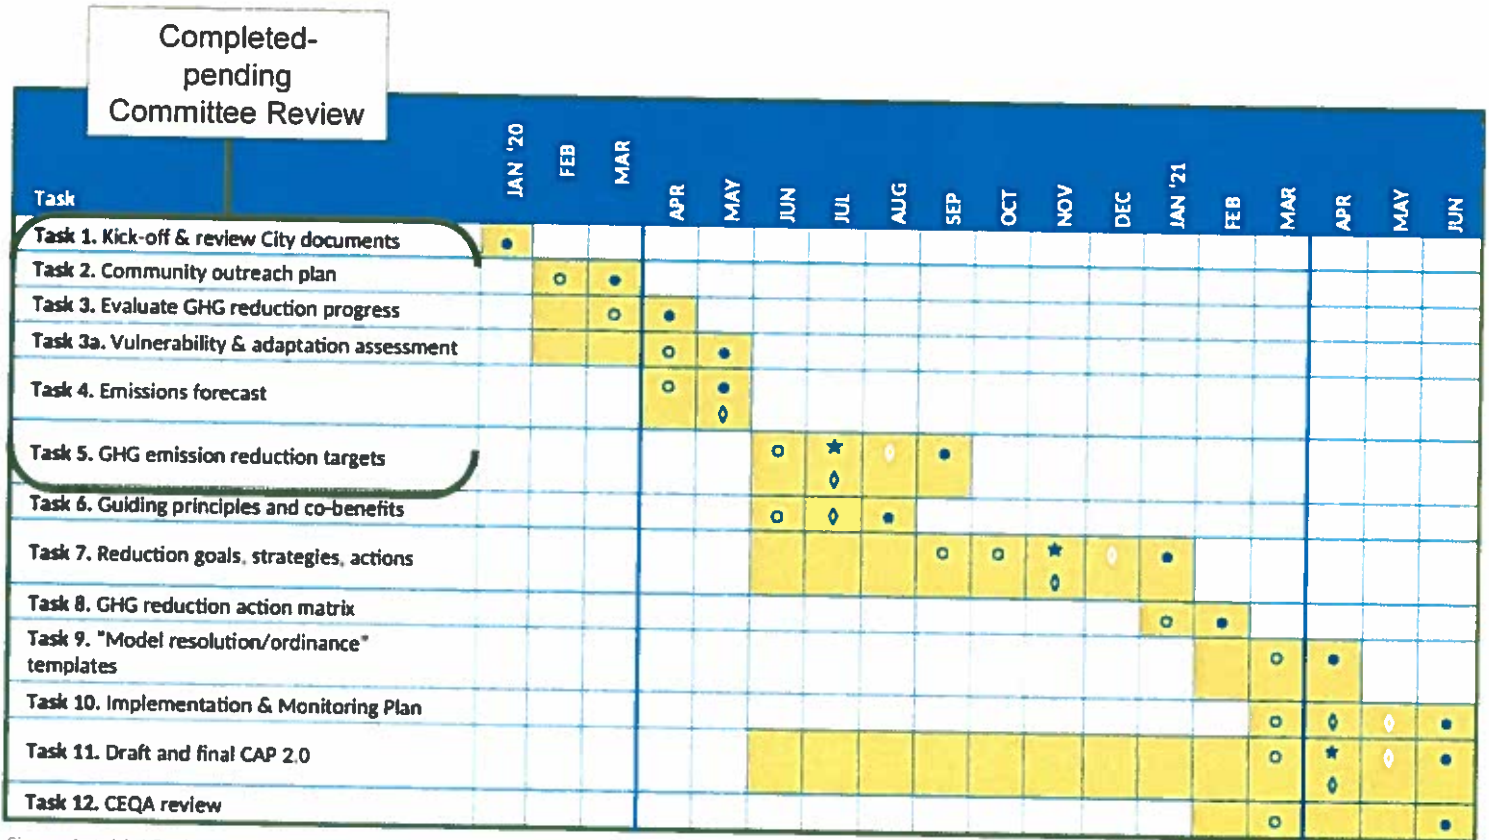 Completed-
pending
Committee Review
Task
JAN '20
FEB
MAR
APR
MAY
JUN
JUL
AUG
SEP
OCT
NOV
DEC
JAN '21
FEB
MAR
APR
MAY
JUN
Task 1. Kick-off & review City documents
Task 2. Community outreach plan
Task 3. Evaluate GHG reduction progress
Task 3a. Vulnerability & adaptation assessment
Task 4. Emissions forecast
Task 5. GHG emission reduction targets
Task 6. Guiding principles and co-benefits
Task 7. Reduction goals, strategies, actions
Task 8. GHG reduction action matrix
Task 9. "Model resolution/ordinance"
templates
Task 10. Implementation & Monitoring Plan
Task 11. Draft and final CAP 2.0
Task 12. CEQA review